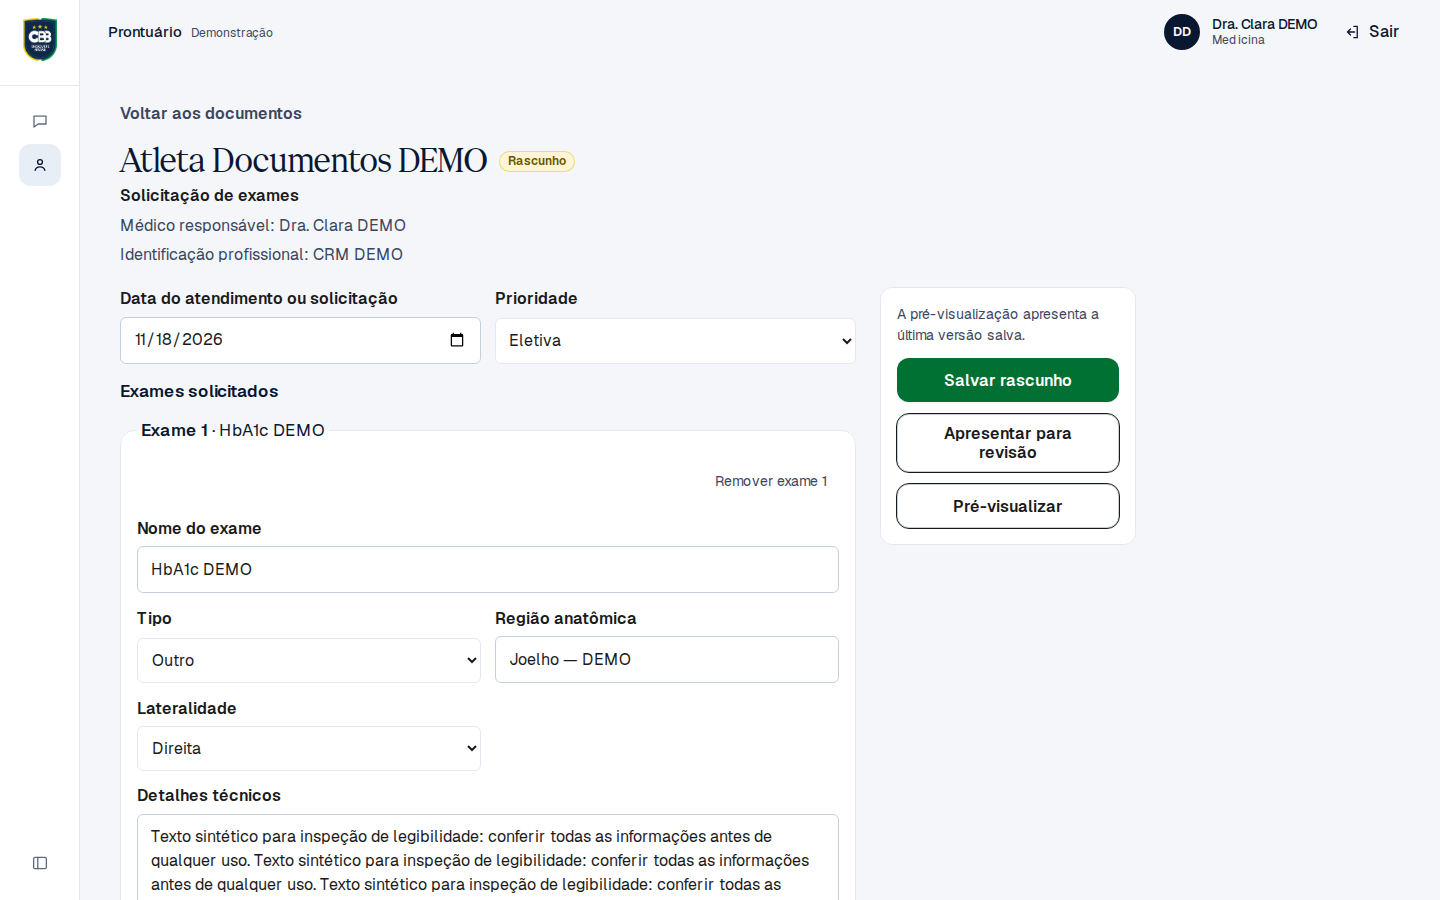 CBB
Prontuário Demonstração
DD
Dra. Clara DEMO
Medicina
Sair
Voltar aos documentos
Atleta Documentos DEMO Rascunho
Solicitação de exames
Médico responsável: Dra. Clara DEMO
Identificação profissional: CRM DEMO
Data do atendimento ou solicitação
11/18/2026
Prioridade
Eletiva
Exames solicitados
Exame 1 · HbA1c DEMO
Remover exame 1
Nome do exame
HbA1c DEMO
Tipo
Outro
Região anatômica
Joelho — DEMO
Lateralidade
Direita
Detalhes técnicos
Texto sintético para inspeção de legibilidade: conferir todas as informações antes de
qualquer uso. Texto sintético para inspeção de legibilidade: conferir todas as informações
antes de qualquer uso. Texto sintético para inspeção de legibilidade: conferir todas as
A pré-visualização apresenta a
última versão salva.
Salvar rascunho
Apresentar para
revisão
Pré-visualizar